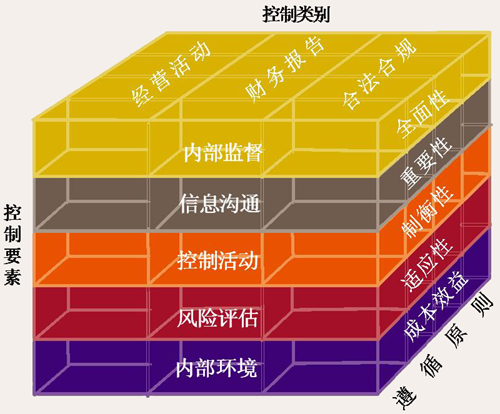 控制类别
经营活动
财务报告
合法合规
控制要素
内部监督
信息沟通
控制活动
风险评估
内部环境
全面性
重要性
制衡性
适应性
成本效益
遵循原则